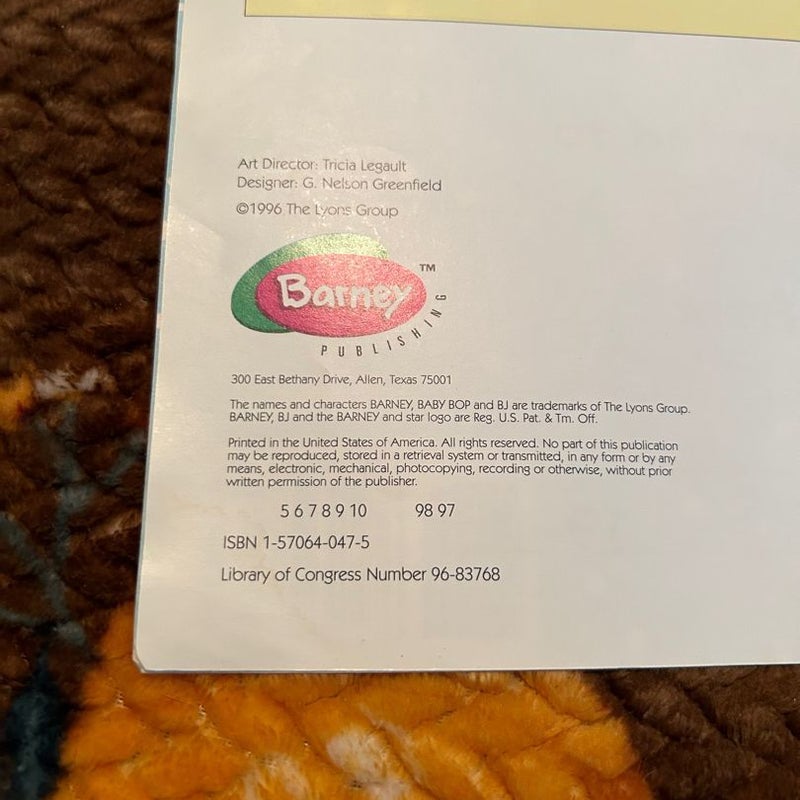 Art Director: Tricia Legault
Designer: G. Nelson Greenfield
©1996 The Lyons Group
Barney™
PUBLISHING
300 East Bethany Drive, Allen, Texas 75001
The names and characters BARNEY, BABY BOP and BJ are trademarks of The Lyons Group.
BARNEY, BJ and the BARNEY and star logo are Reg. U.S. Pat. & Tm. Off.
Printed in the United States of America. All rights reserved. No part of this publication
may be reproduced, stored in a retrieval system or transmitted, in any form or by any
means, electronic, mechanical, photocopying, recording or otherwise, without prior
written permission of the publisher.
5 6 7 8 9 10 98 97
ISBN 1-57064-047-5
Library of Congress Number 96-83768